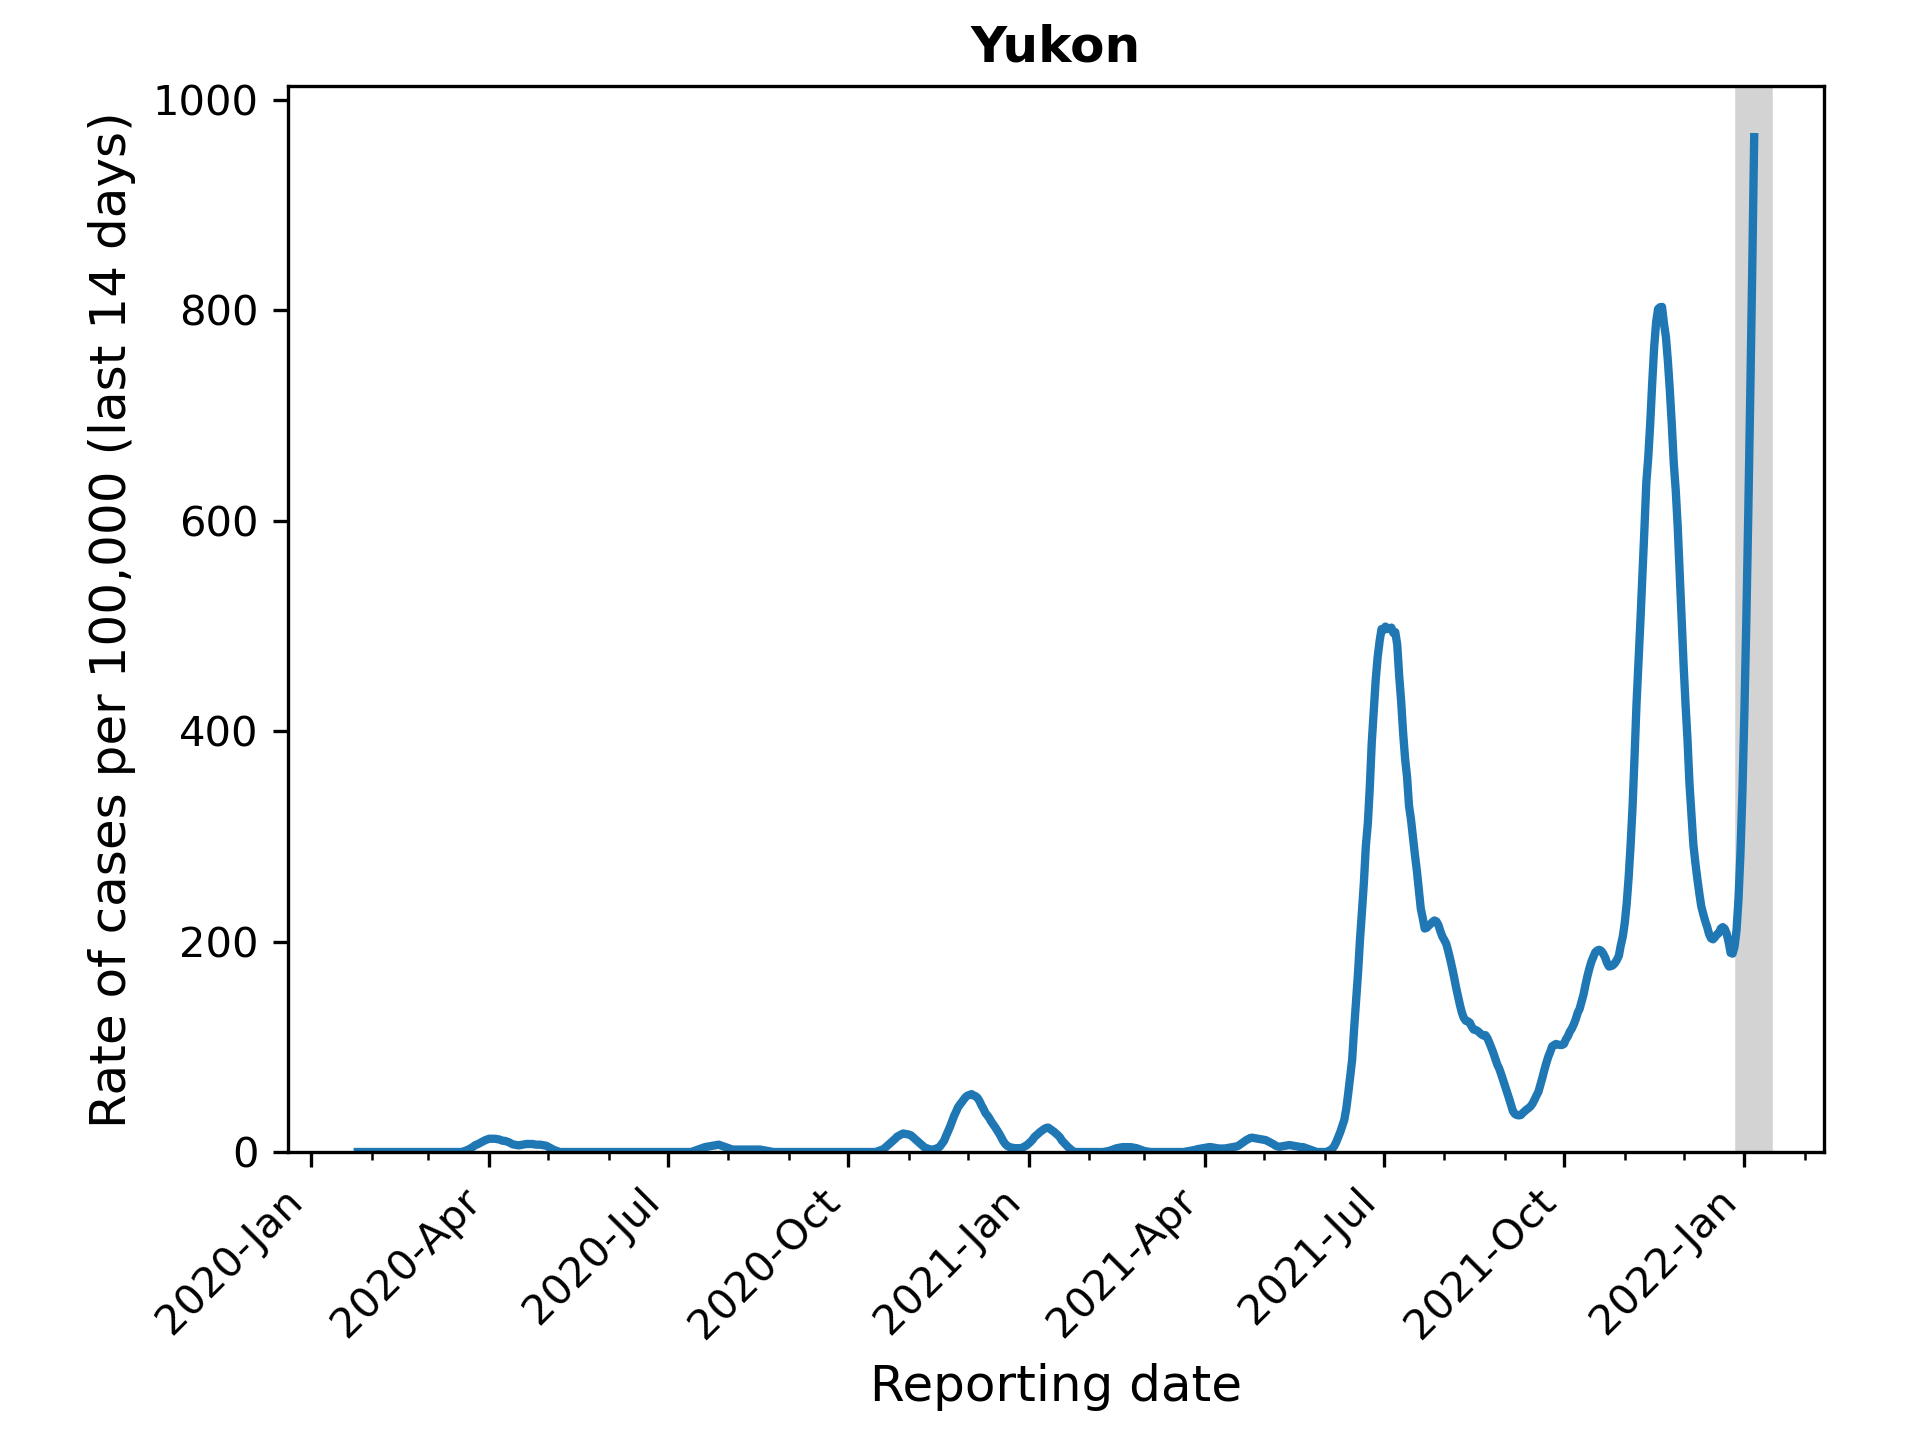 Yukon
Rate of cases per 100,000 (last 14 days)
1000
800
600
400
200
0
2020-Jan
2020-Apr
2020-Jul
2020-Oct
2021-Jan
2021-Apr
2021-Jul
2021-Oct
2022-Jan
Reporting date